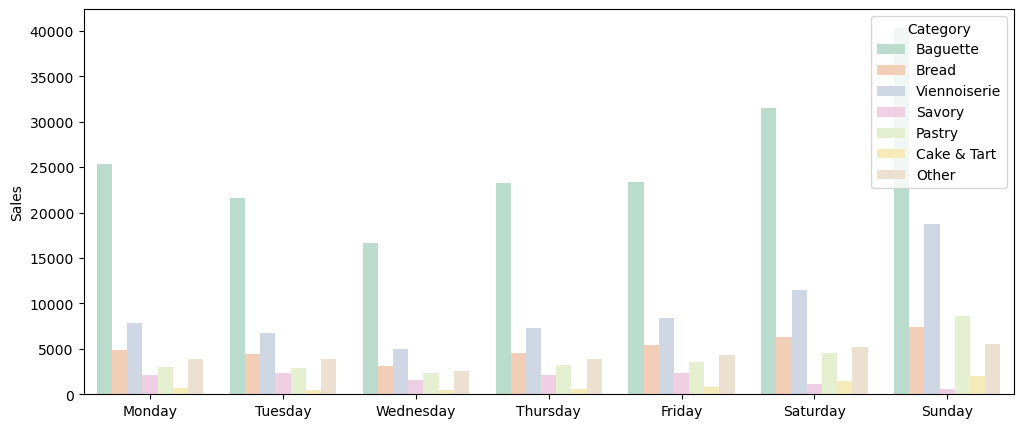 40000
35000
30000
25000
20000
15000
10000
5000
0
Sales
Category
Baguette
Bread
Viennoiserie
Savory
Pastry
Cake & Tart
Other
Monday Tuesday Wednesday Thursday Friday Saturday Sunday